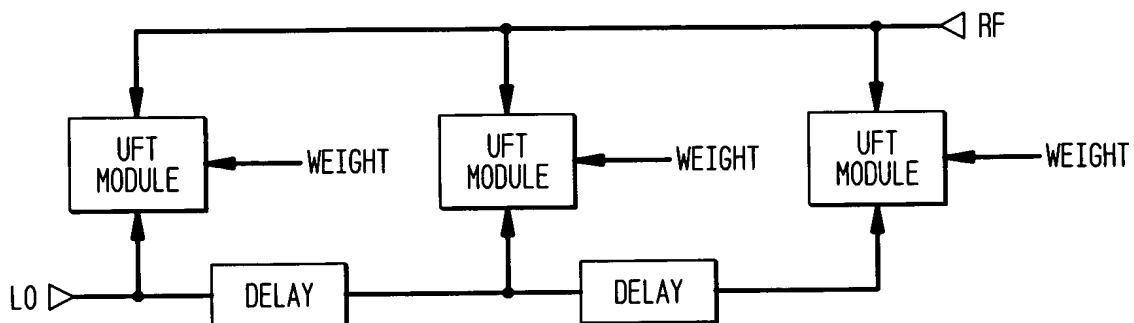 RF
UFT
MODULE
WEIGHT
UFT
MODULE
WEIGHT
UFT
MODULE
WEIGHT
LO
DELAY
DELAY